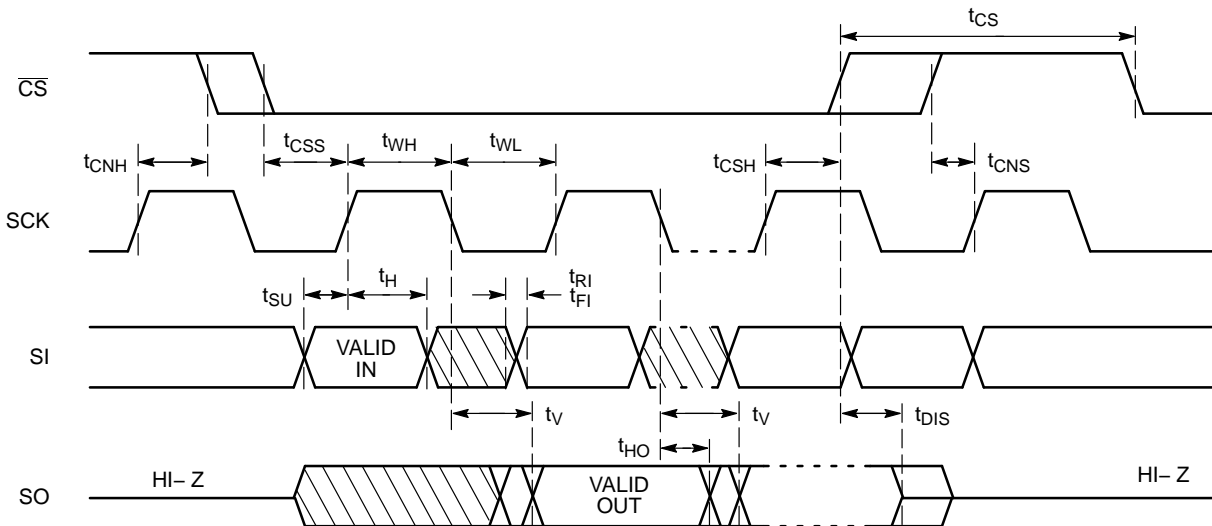 tCS
CS
tCNH
tCSS
tWH
tWL
tCSH
tCNS
SCK
tSU
tH
tRI
tFI
SI
VALID
IN
tV
tV
tDIS
tHO
SO
HI– Z
VALID
OUT
HI– Z